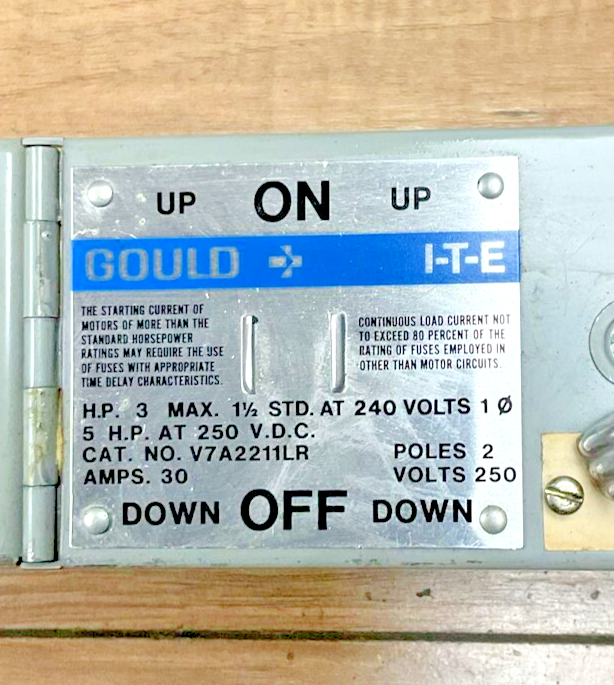 UP ON UP
GOULD I-T-E
THE STARTING CURRENT OF
MOTORS OF MORE THAN THE
STANDARD HORSEPOWER
RATINGS MAY REQUIRE THE USE
OF FUSES WITH APPROPRIATE
TIME DELAY CHARACTERISTICS.
CONTINUOUS LOAD CURRENT NOT
TO EXCEED 80 PERCENT OF THE
RATING OF FUSES EMPLOYED IN
OTHER THAN MOTOR CIRCUITS.
H.P. 3 MAX. 1½ STD. AT 240 VOLTS 1 Ø
5 H.P. AT 250 V.D.C.
CAT. NO. V7A2211LR POLES 2
AMPS. 30 VOLTS 250
DOWN OFF DOWN